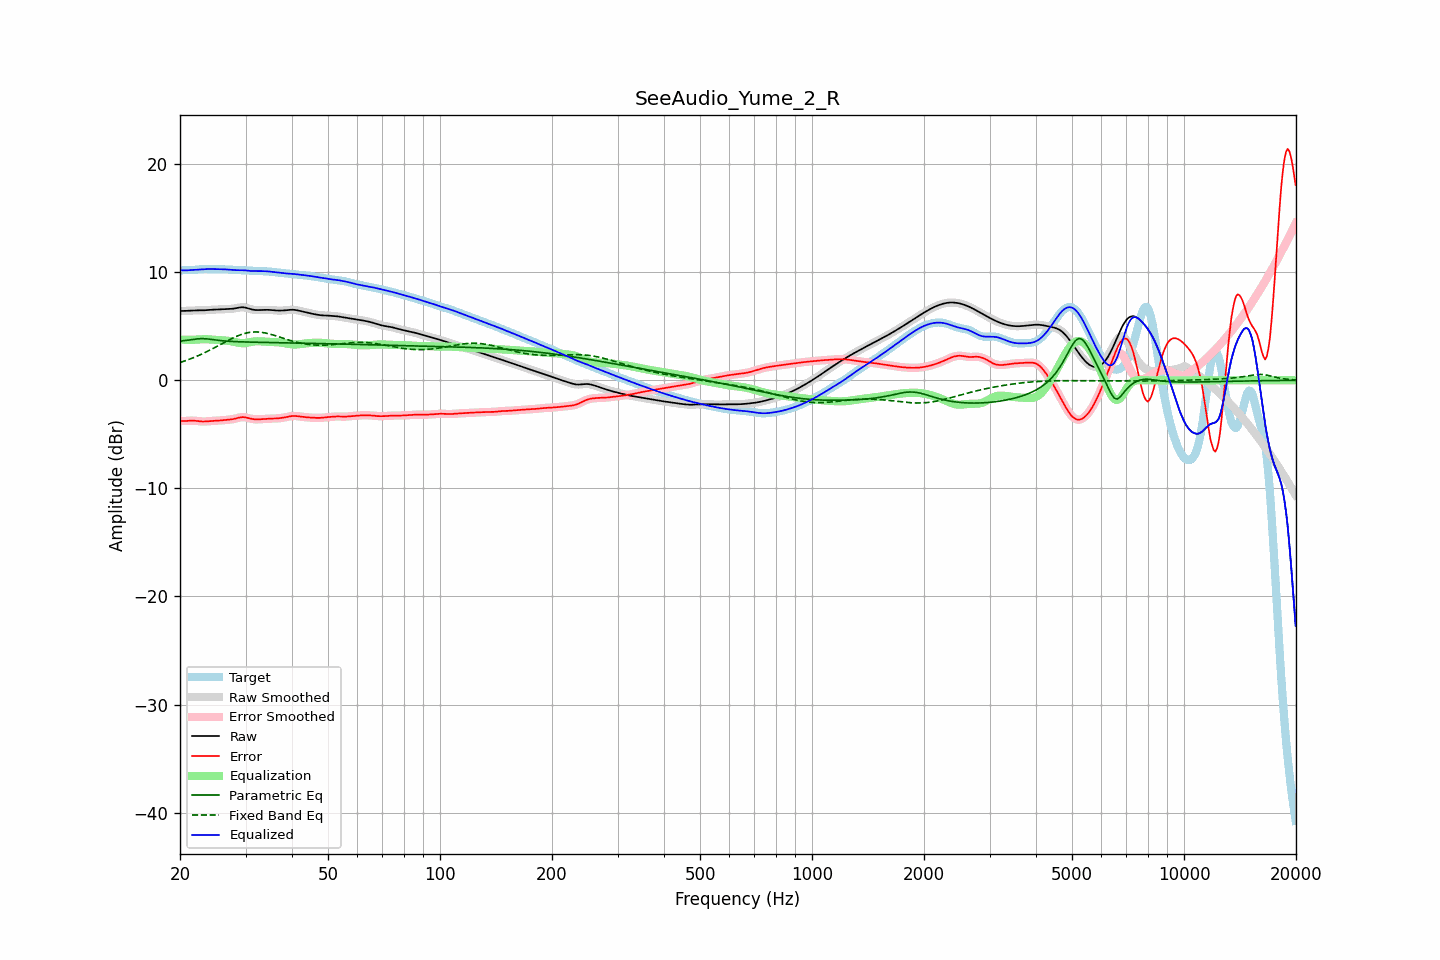 SeeAudio_Yume_2_R
Amplitude (dBr)
20
10
0
−10
−20
−30
−40
Target
Raw Smoothed
Error Smoothed
Raw
Error
Equalization
Parametric Eq
Fixed Band Eq
Equalized
20 50 100 200 500 1000 2000 5000 10000 20000
Frequency (Hz)